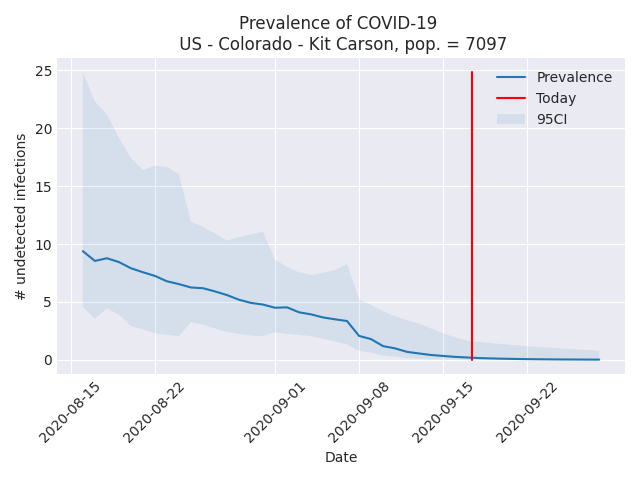 Prevalence of COVID-19
US - Colorado - Kit Carson, pop. = 7097
Prevalence
Today
95CI
# undetected infections
25
20
15
10
5
0
2020-08-15
2020-08-22
2020-09-01
2020-09-08
2020-09-15
2020-09-22
Date